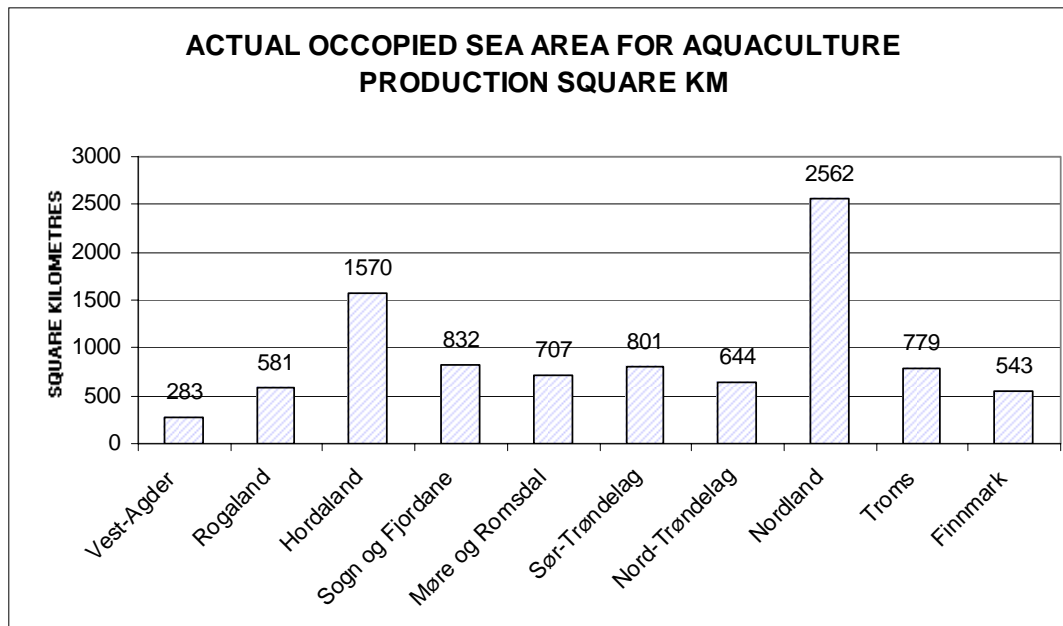 ACTUAL OCCOPIED SEA AREA FOR AQUACULTURE
PRODUCTION SQUARE KM
SQUARE KILOMETRES
3000
2500
2000
1500
1000
500
0
283
581
1570
832
707
801
644
2562
779
543
Vest-Agder
Rogaland
Hordaland
Sogn og Fjordane
Møre og Romsdal
Sør-Trøndelag
Nord-Trøndelag
Nordland
Troms
Finnmark